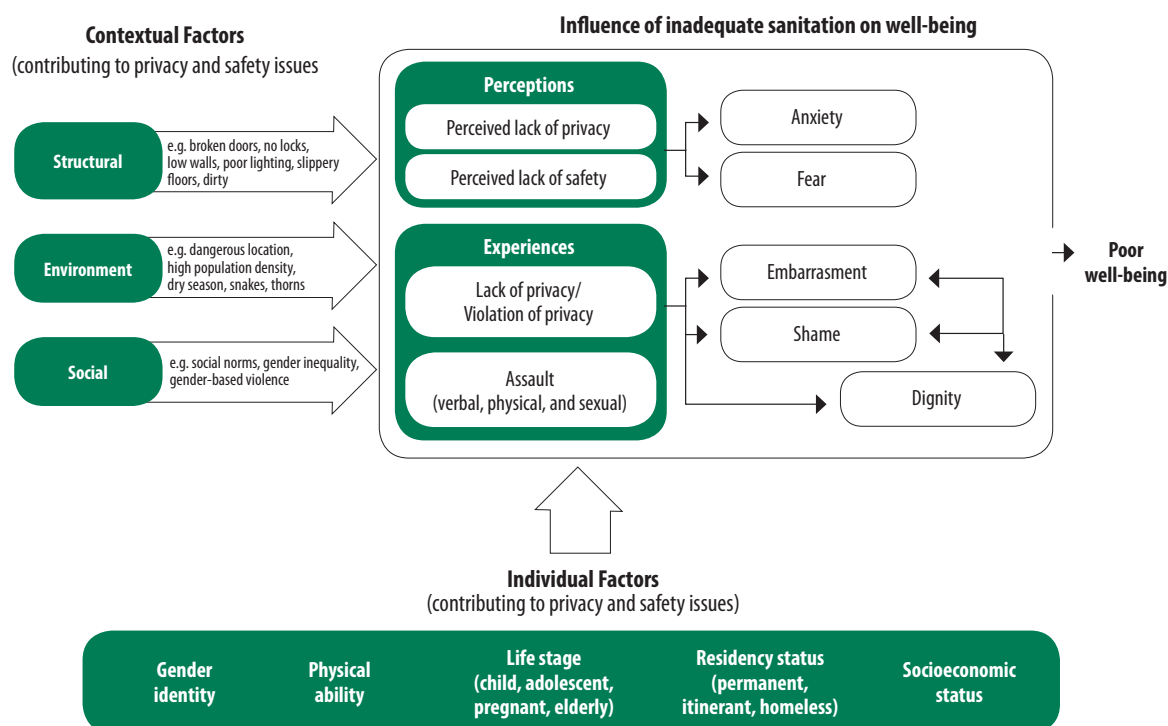 Contextual Factors
(contributing to privacy and safety issues
Structural
e.g. broken doors, no locks,
low walls, poor lighting, slippery
floors, dirty
Environment
e.g. dangerous location,
high population density,
dry season, snakes, thorns
Social
e.g. social norms, gender inequality,
gender-based violence
Influence of inadequate sanitation on well-being
Perceptions
Perceived lack of privacy
Perceived lack of safety
Anxiety
Fear
Experiences
Lack of privacy/
Violation of privacy
Assault
(verbal, physical, and sexual)
Embarrasment
Shame
Dignity
Poor
well-being
Individual Factors
(contributing to privacy and safety issues)
Gender
identity
Physical
ability
Life stage
(child, adolescent,
pregnant, elderly)
Residency status
(permanent,
itinerant, homeless)
Socioeconomic
status